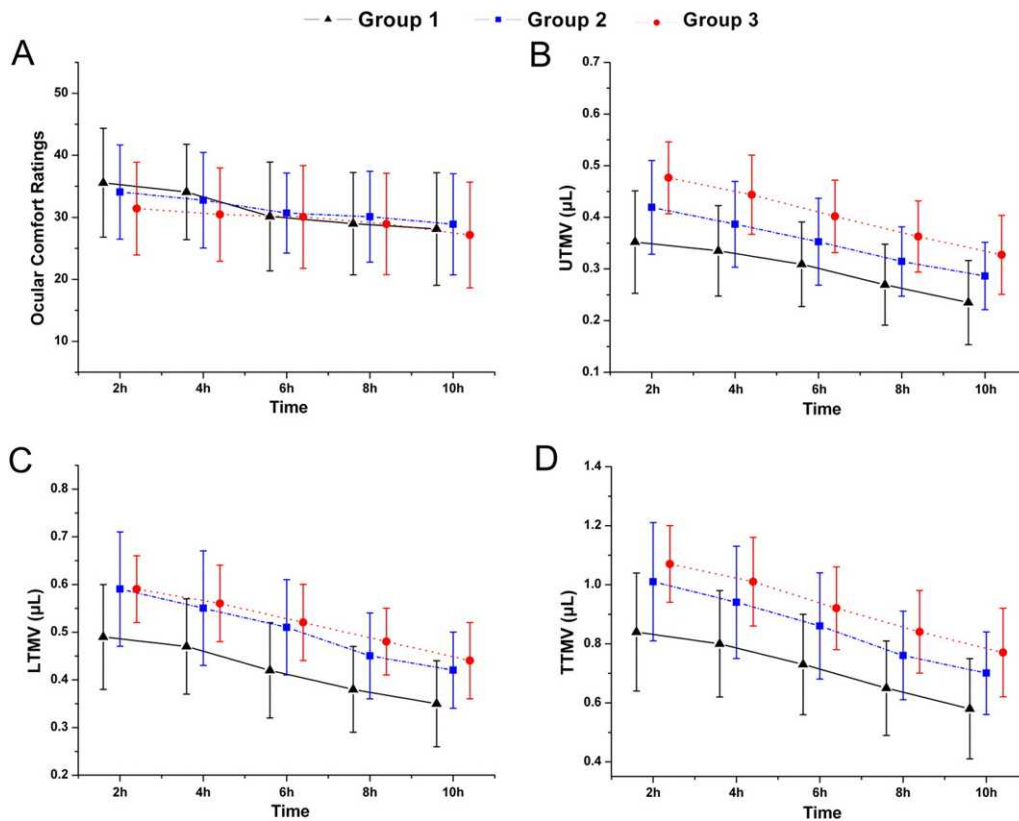 Group 1 Group 2 Group 3
A
Ocular Comfort Ratings
50
40
30
20
10
2h 4h 6h 8h 10h
Time
B
UTMV (µL)
0.7
0.6
0.5
0.4
0.3
0.2
0.1
2h 4h 6h 8h 10h
Time
C
LTMV (µL)
0.8
0.7
0.6
0.5
0.4
0.3
0.2
2h 4h 6h 8h 10h
Time
D
TTMV (µL)
1.4
1.2
1.0
0.8
0.6
0.4
2h 4h 6h 8h 10h
Time